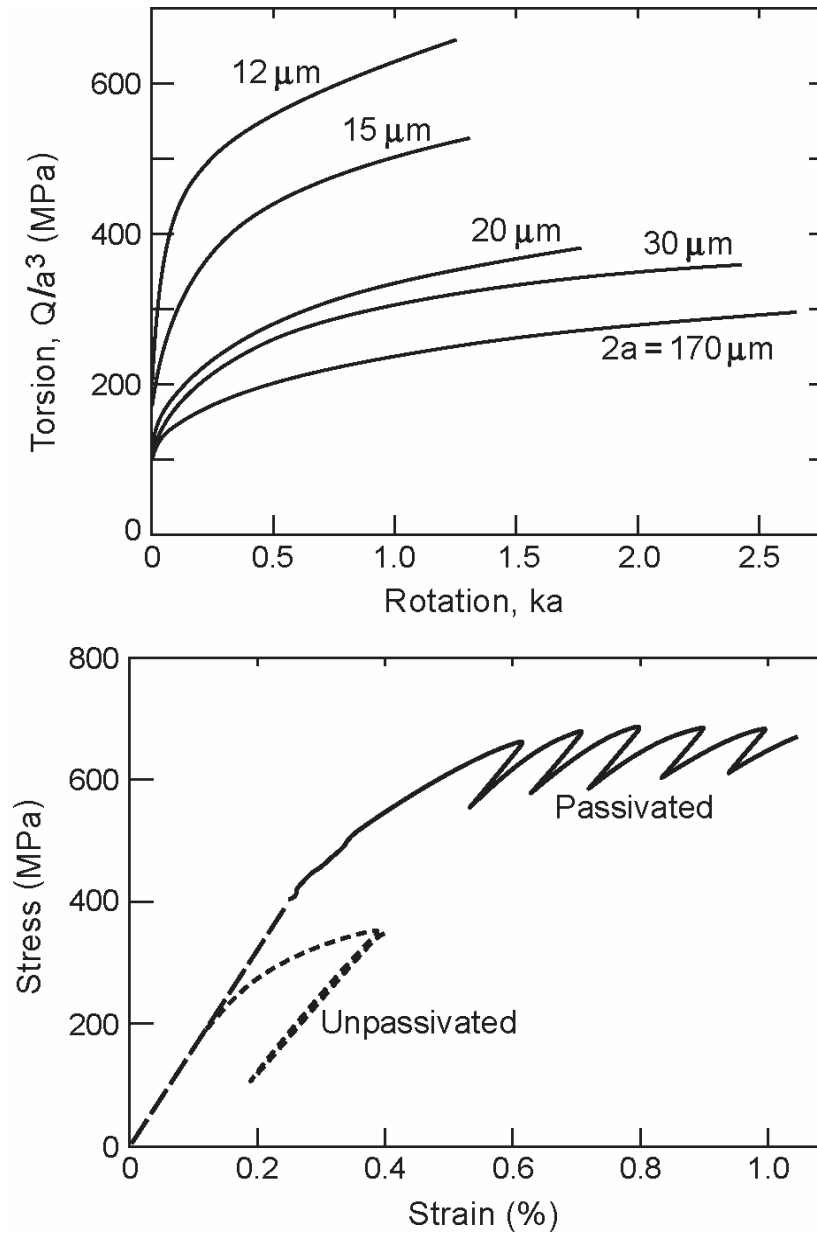 600
12 μm
15 μm
Torsion, Q/a³ (MPa)
400
20 μm
30 μm
2a = 170 μm
200
0
0 0.5 1.0 1.5 2.0 2.5
Rotation, ka
800
600
Passivated
Stress (MPa)
400
200
Unpassivated
0
0 0.2 0.4 0.6 0.8 1.0
Strain (%)